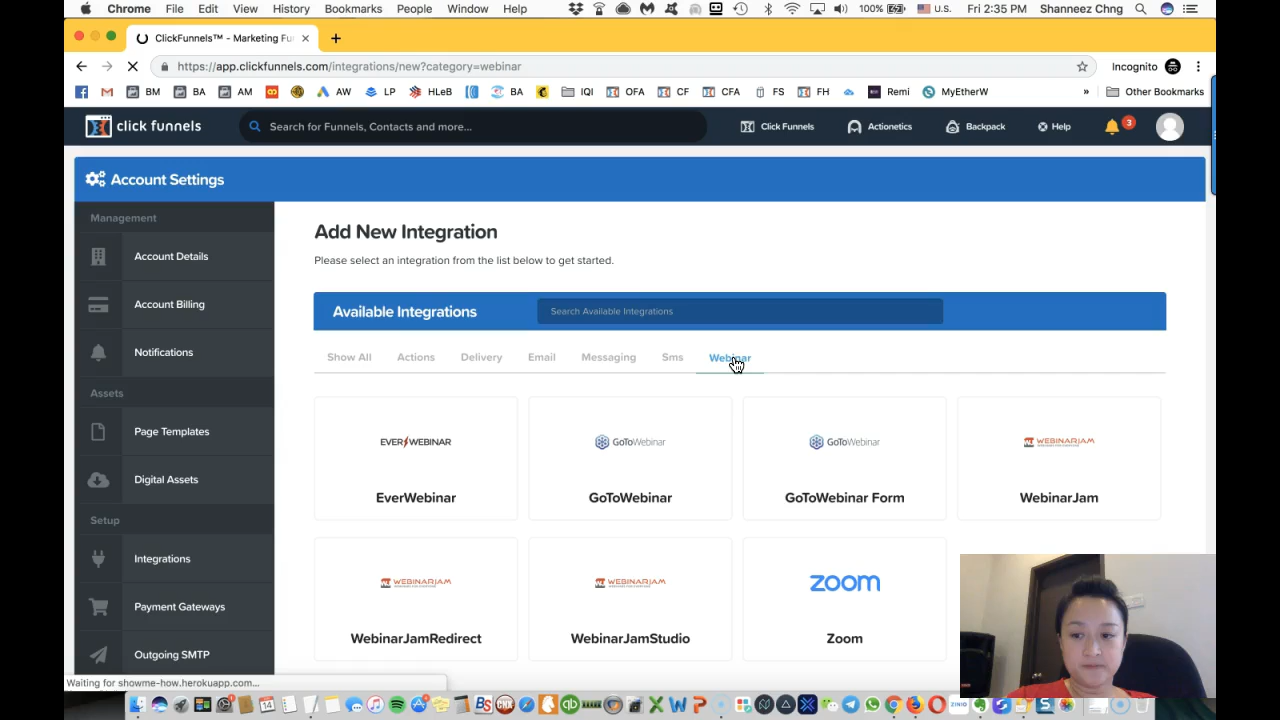 Chrome File Edit View History Bookmarks People Window Help 100% U.S. Fri 2:35 PM Shanneez Chng
ClickFunnels™ - Marketing Fu
https://app.clickfunnels.com/integrations/new?category=webinar Incognito
BM BA AM AW LP HLeB BA IQI OFA CF CFA FS FH Remi MyEtherW » Other Bookmarks
click funnels Search for Funnels, Contacts and more... Click Funnels Actionetics Backpack Help 3
Account Settings
Management
Account Details
Account Billing
Notifications
Assets
Page Templates
Digital Assets
Setup
Integrations
Payment Gateways
Outgoing SMTP
Add New Integration
Please select an integration from the list below to get started.
Available Integrations Search Available Integrations
Show All Actions Delivery Email Messaging Sms Webinar
EVERWEBINAR GoToWebinar GoToWebinar WEBINARJAM
EverWebinar GoToWebinar GoToWebinar Form WebinarJam
WEBINARJAM WEBINARJAM zoom
WebinarJamRedirect WebinarJamStudio Zoom
Waiting for showme-how.herokuapp.com...